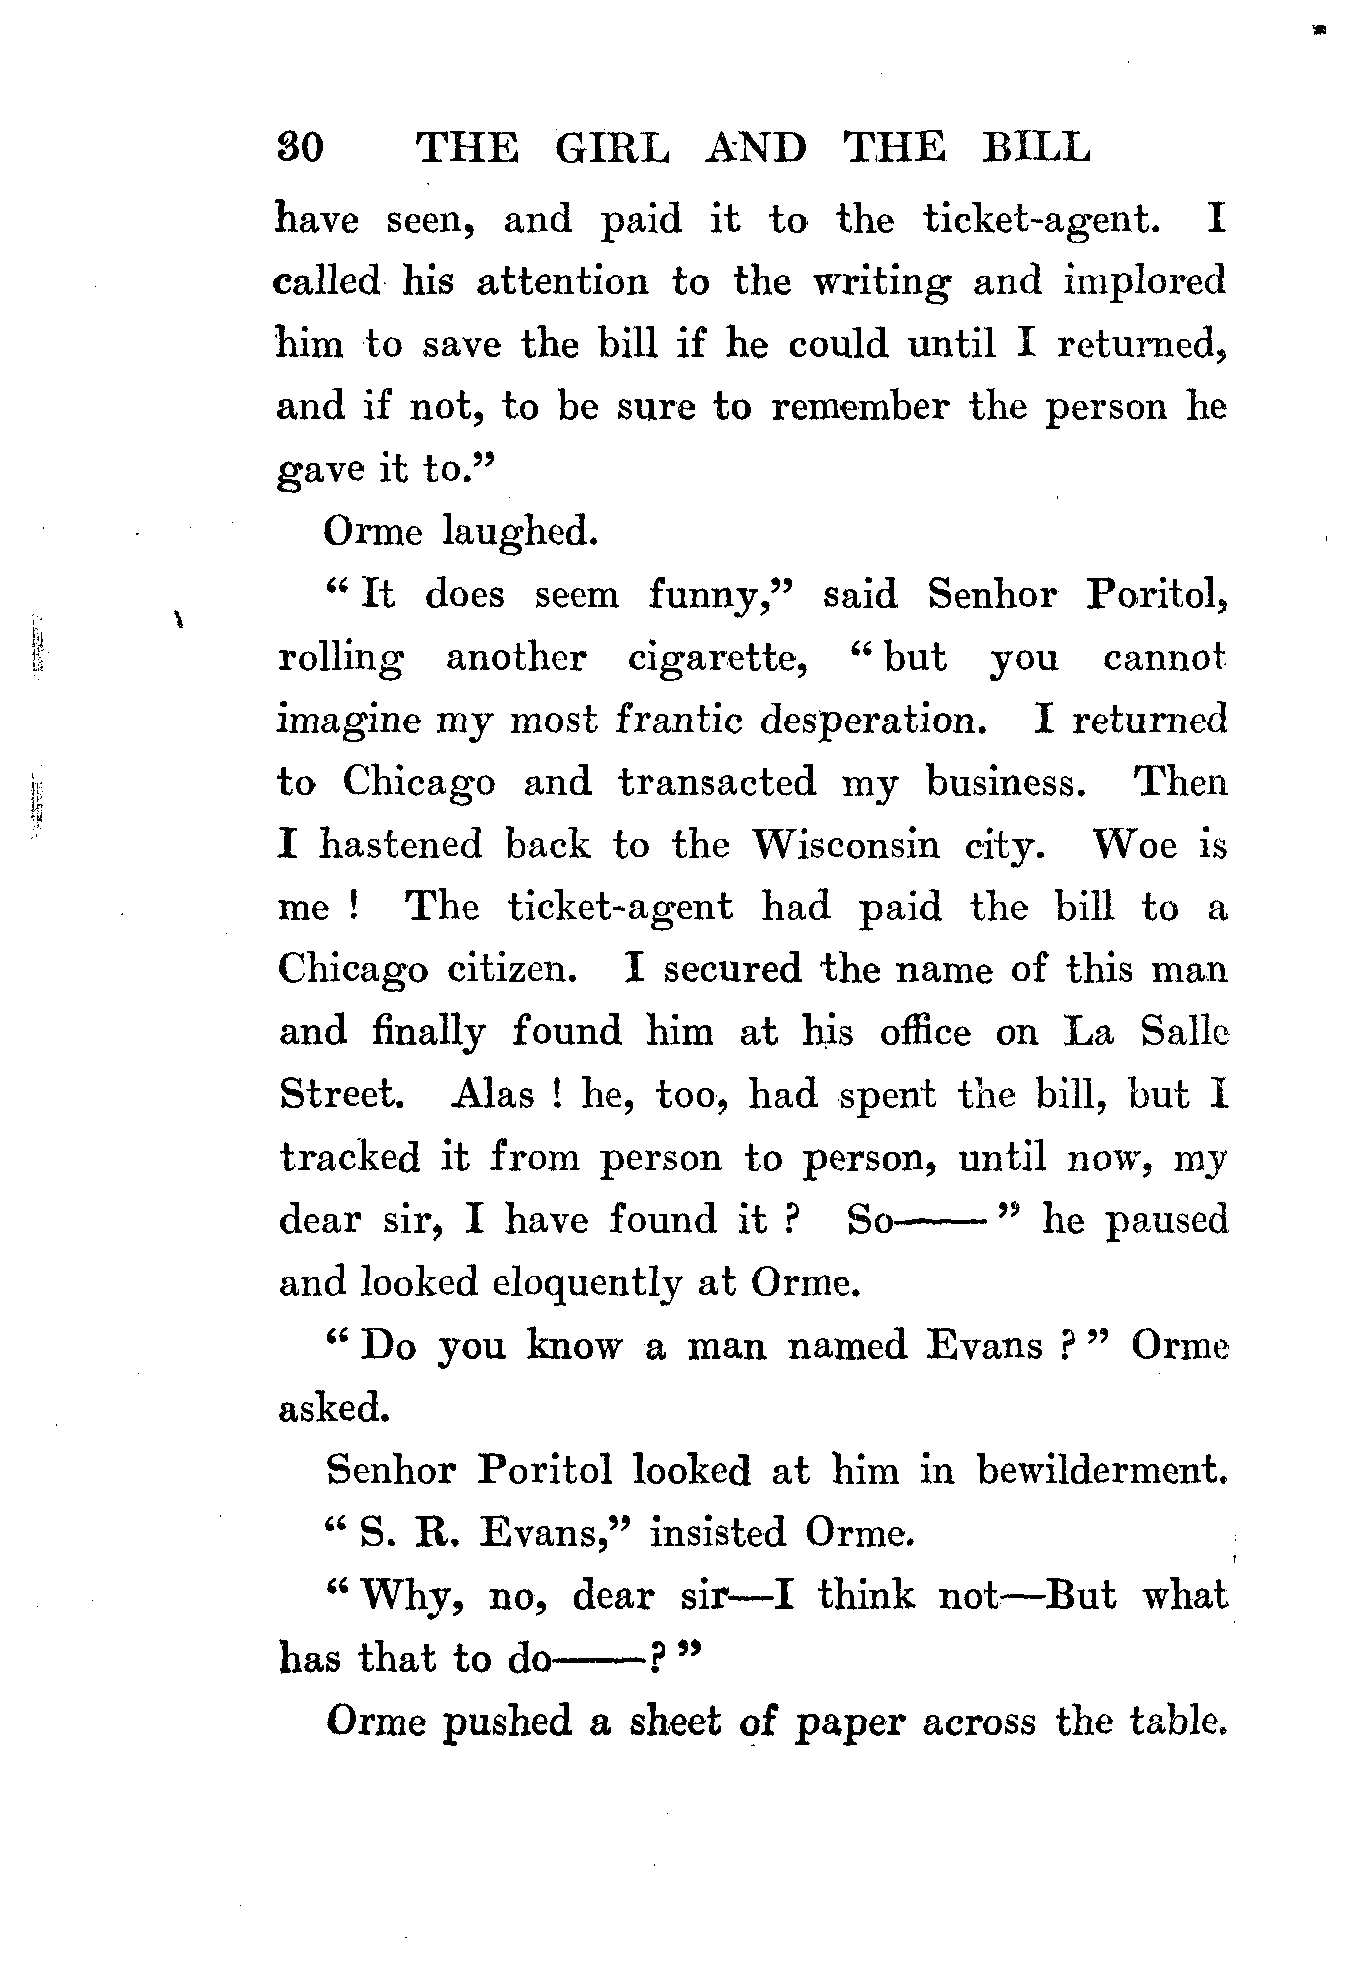 30 THE GIRL AND THE BILL
have seen, and paid it to the ticket-agent. I
called his attention to the writing and implored
him to save the bill if he could until I returned,
and if not, to be sure to remember the person he
gave it to.”
Orme laughed.
“ It does seem funny,” said Senhor Poritol,
rolling another cigarette, “ but you cannot
imagine my most frantic desperation. I returned
to Chicago and transacted my business. Then
I hastened back to the Wisconsin city. Woe is
me ! The ticket-agent had paid the bill to a
Chicago citizen. I secured the name of this man
and finally found him at his office on La Salle
Street. Alas ! he, too, had spent the bill, but I
tracked it from person to person, until now, my
dear sir, I have found it ? So—— ” he paused
and looked eloquently at Orme.
“ Do you know a man named Evans ? ” Orme
asked.
Senhor Poritol looked at him in bewilderment.
“ S. R. Evans,” insisted Orme.
“ Why, no, dear sir—I think not—But what
has that to do——? ”
Orme pushed a sheet of paper across the table.